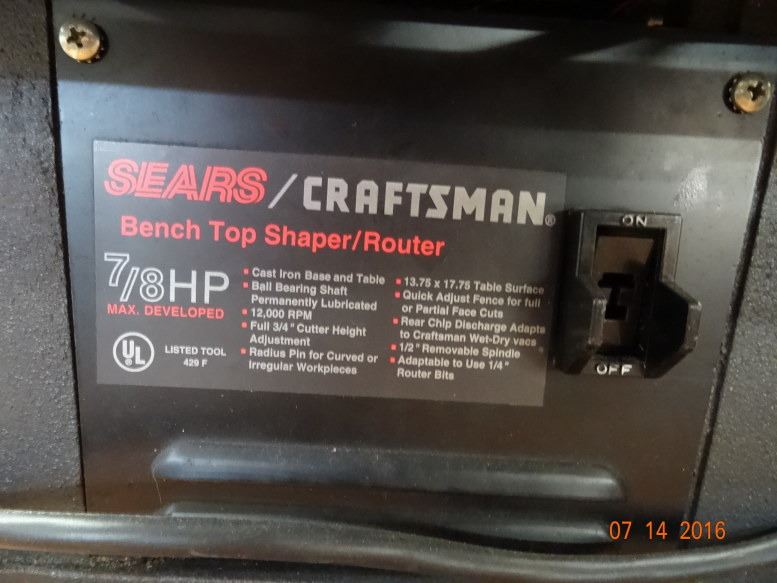 SEARS / CRAFTSMAN®
Bench Top Shaper/Router
7/8 HP
MAX. DEVELOPED
UL®
LISTED TOOL
429 F
▪ Cast Iron Base and Table
▪ Ball Bearing Shaft
Permanently Lubricated
▪ 12,000 RPM
▪ Full 3/4" Cutter Height
Adjustment
▪ Radius Pin for Curved or
Irregular Workpieces
▪ 13.75 x 17.75 Table Surface
▪ Quick Adjust Fence for full
or Partial Face Cuts
▪ Rear Chip Discharge Adapts
to Craftsman Wet-Dry vacs
▪ 1/2" Removable Spindle
▪ Adaptable to Use 1/4"
Router Bits
ON
OFF
07 14 2016